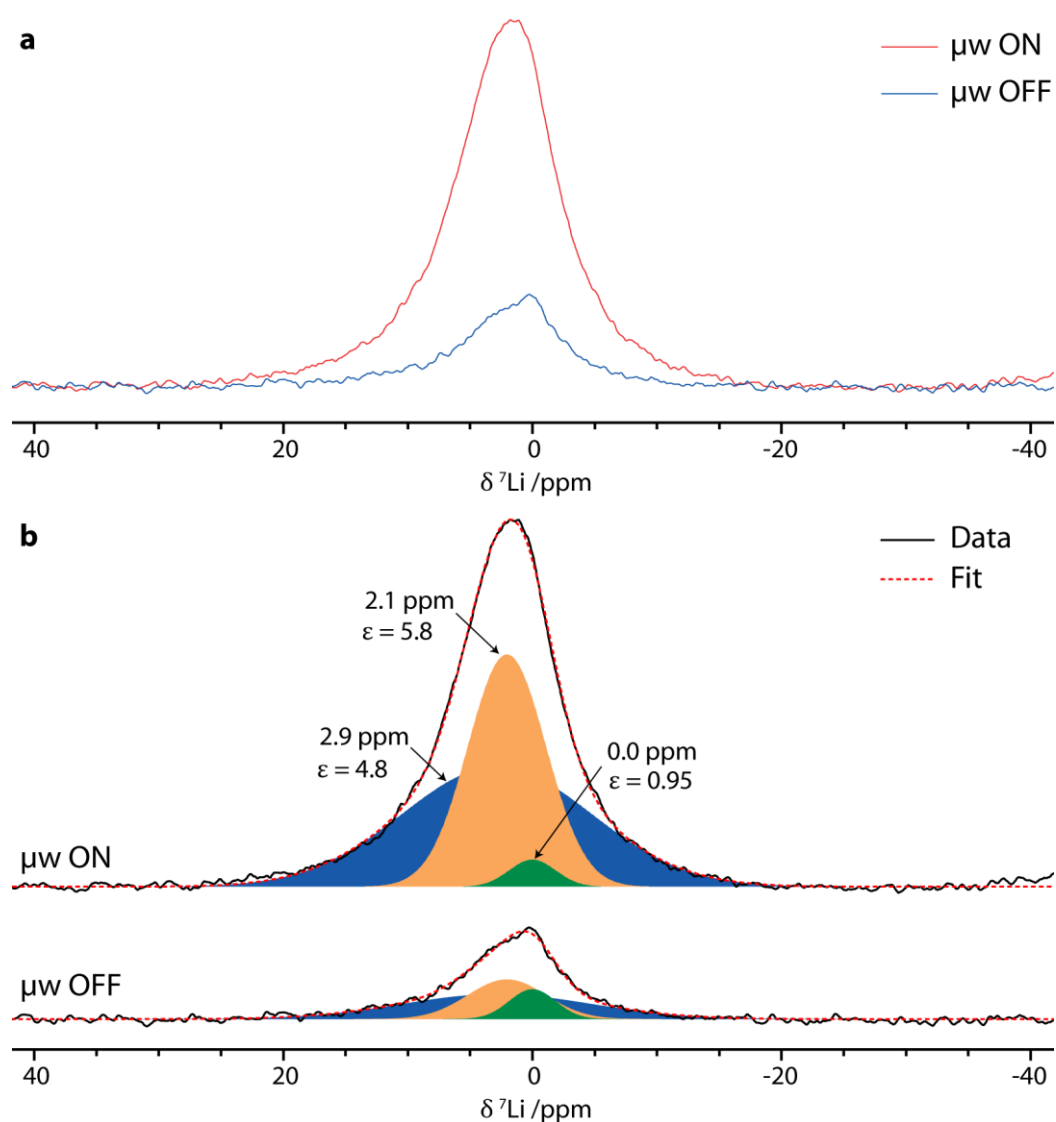 a
μw ON
μw OFF
40
20
0
-20
-40
δ ⁷Li /ppm
b
Data
Fit
2.1 ppm
ε = 5.8
2.9 ppm
ε = 4.8
0.0 ppm
ε = 0.95
μw ON
μw OFF
40
20
0
-20
-40
δ ⁷Li /ppm